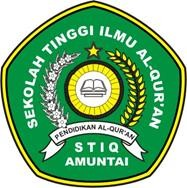 SEKOLAH TINGGI ILMU AL-QUR'AN
PENDIDIKAN AL-QUR'AN
STIQ
AMUNTAI